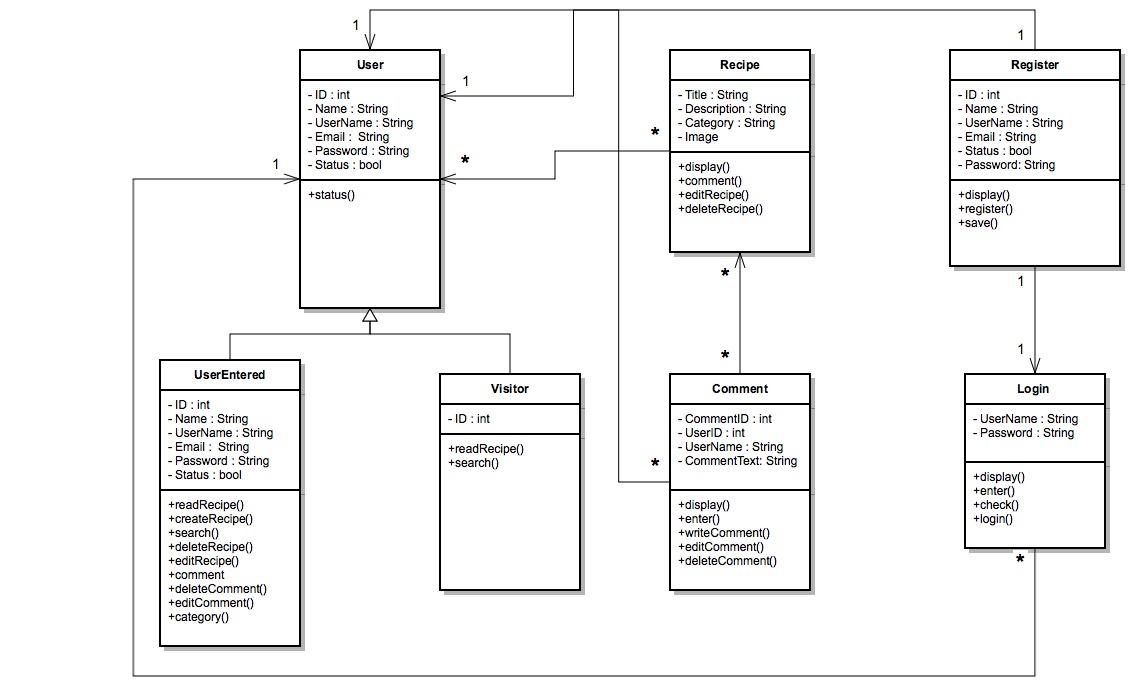 1
1
User
- ID : int
- Name : String
- UserName : String
- Email :  String
- Password : String
- Status : bool
+status()
1
*
1
Recipe
- Title : String
- Description : String
- Category : String
- Image
+display()
+comment()
+editRecipe()
+deleteRecipe()
*
Register
- ID : int
- Name : String
- UserName : String
- Email : String
- Status : bool
- Password: String
+display()
+register()
+save()
*
1
*
1
UserEntered
- ID : int
- Name : String
- UserName : String
- Email :  String
- Password : String
- Status : bool
+readRecipe()
+createRecipe()
+search()
+deleteRecipe()
+editRecipe()
+comment
+deleteComment()
+editComment()
+category()
Visitor
- ID : int
+readRecipe()
+search()
Comment
- CommentID : int
- UserID : int
- UserName : String
- CommentText: String
+display()
+enter()
+writeComment()
+editComment()
+deleteComment()
*
Login
- UserName : String
- Password : String
+display()
+enter()
+check()
+login()
*